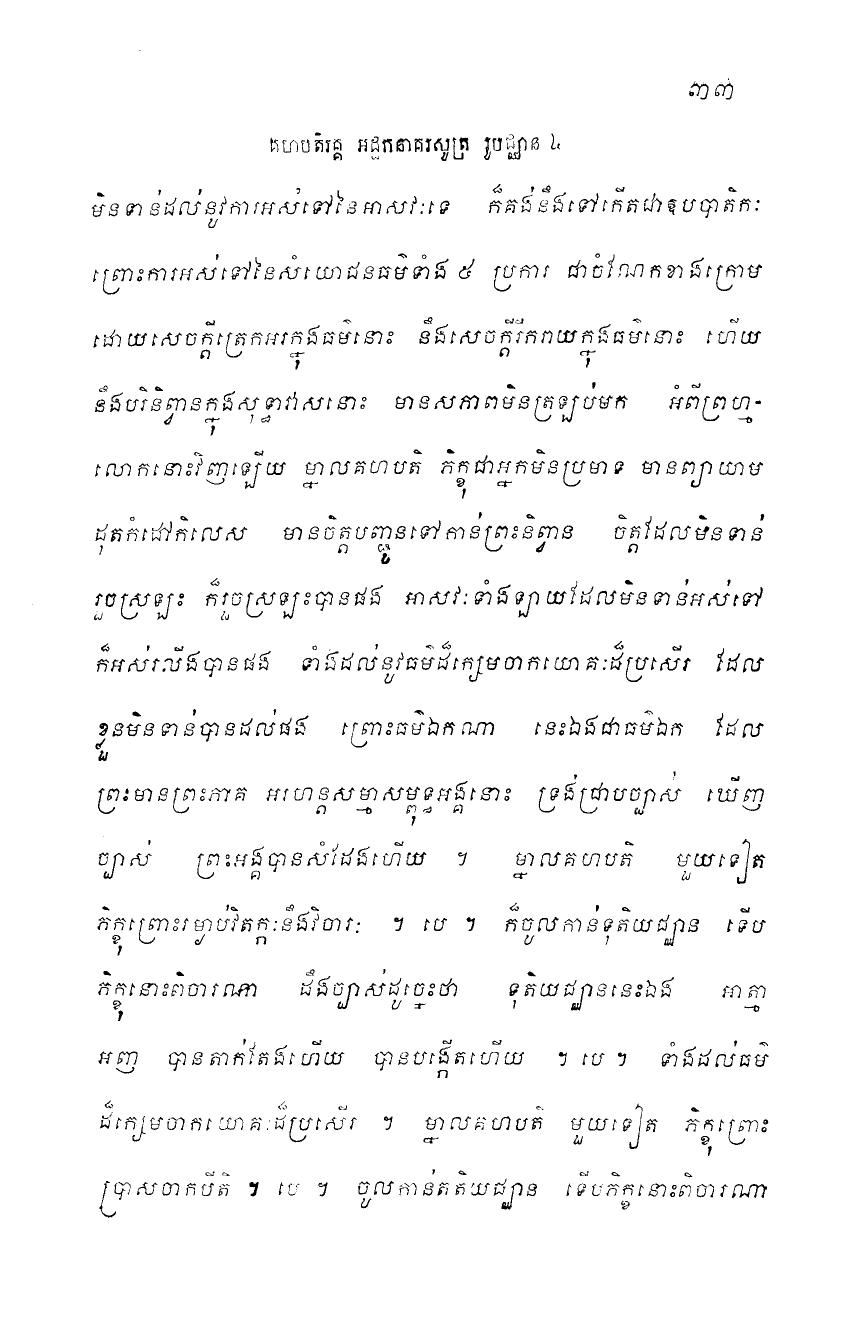 ៣៣
គហបតិវគ្គ អដ្ឋកនាគរសូត្រ រូបជ្ឈាន ៤
មិនទាន់ដល់នូវការអស់ទៅនៃអាសវៈទេ ក៏គង់នឹងទៅកើតជាឧបបាតិកៈ
ព្រោះការអស់ទៅនៃសំយោជនធម៌ទាំង ៥ ប្រការ ជាចំណែកខាងក្រោម
ដោយសេចក្តីត្រេកអរក្នុងធម៌នោះ នឹងសេចក្តីរីករាយក្នុងធម៌នោះ ហើយ
នឹងបរិនិព្វានក្នុងសុទ្ធាវាសនោះ មានសភាពមិនត្រឡប់មក អំពីព្រហ្ម-
លោកនោះវិញឡើយ ម្នាលគហបតិ ភិក្ខុជាអ្នកមិនប្រមាទ មានព្យាយាម
ដុតកំដៅកិលេស មានចិត្តបញ្ជូនទៅកាន់ព្រះនិព្វាន ចិត្តដែលមិនទាន់
រួចស្រឡះ ក៏រួចស្រឡះបានផង អាសវៈទាំងឡាយដែលមិនទាន់អស់ទៅ
ក៏អស់រលីងបានផង ទាំងដល់នូវធម៌ដ៏ក្សេមចាកយោគៈដ៏ប្រសើរ ដែល
ខ្លួនមិនទាន់បានដល់ផង ព្រោះធម៌ឯកណា នេះឯងជាធម៌ឯក ដែល
ព្រះមានព្រះភាគ អរហន្តសម្មាសម្ពុទ្ធអង្គនោះ ទ្រង់ជ្រាបច្បាស់ ឃើញ
ច្បាស់ ព្រះអង្គបានសំដែងហើយ ។ ម្នាលគហបតិ មួយទៀត
ភិក្ខុព្រោះរម្ងាប់វិតក្កៈនឹងវិចារៈ ។ បេ ។ ក៏ចូលកាន់ទុតិយជ្ឈាន ទើប
ភិក្ខុនោះពិចារណា ដឹងច្បាស់ដូច្នេះថា ទុតិយជ្ឈាននេះឯង អាត្មា
អញ បានតាក់តែងហើយ បានបង្កើតហើយ ។ បេ ។ ទាំងដល់ធម៌
ដ៏ក្សេមចាកយោគៈដ៏ប្រសើរ ។ ម្នាលគហបតិ មួយទៀត ភិក្ខុព្រោះ
ប្រាសចាកបីតិ ។ បេ ។ ចូលកាន់តតិយជ្ឈាន ទើបភិក្ខុនោះពិចារណា